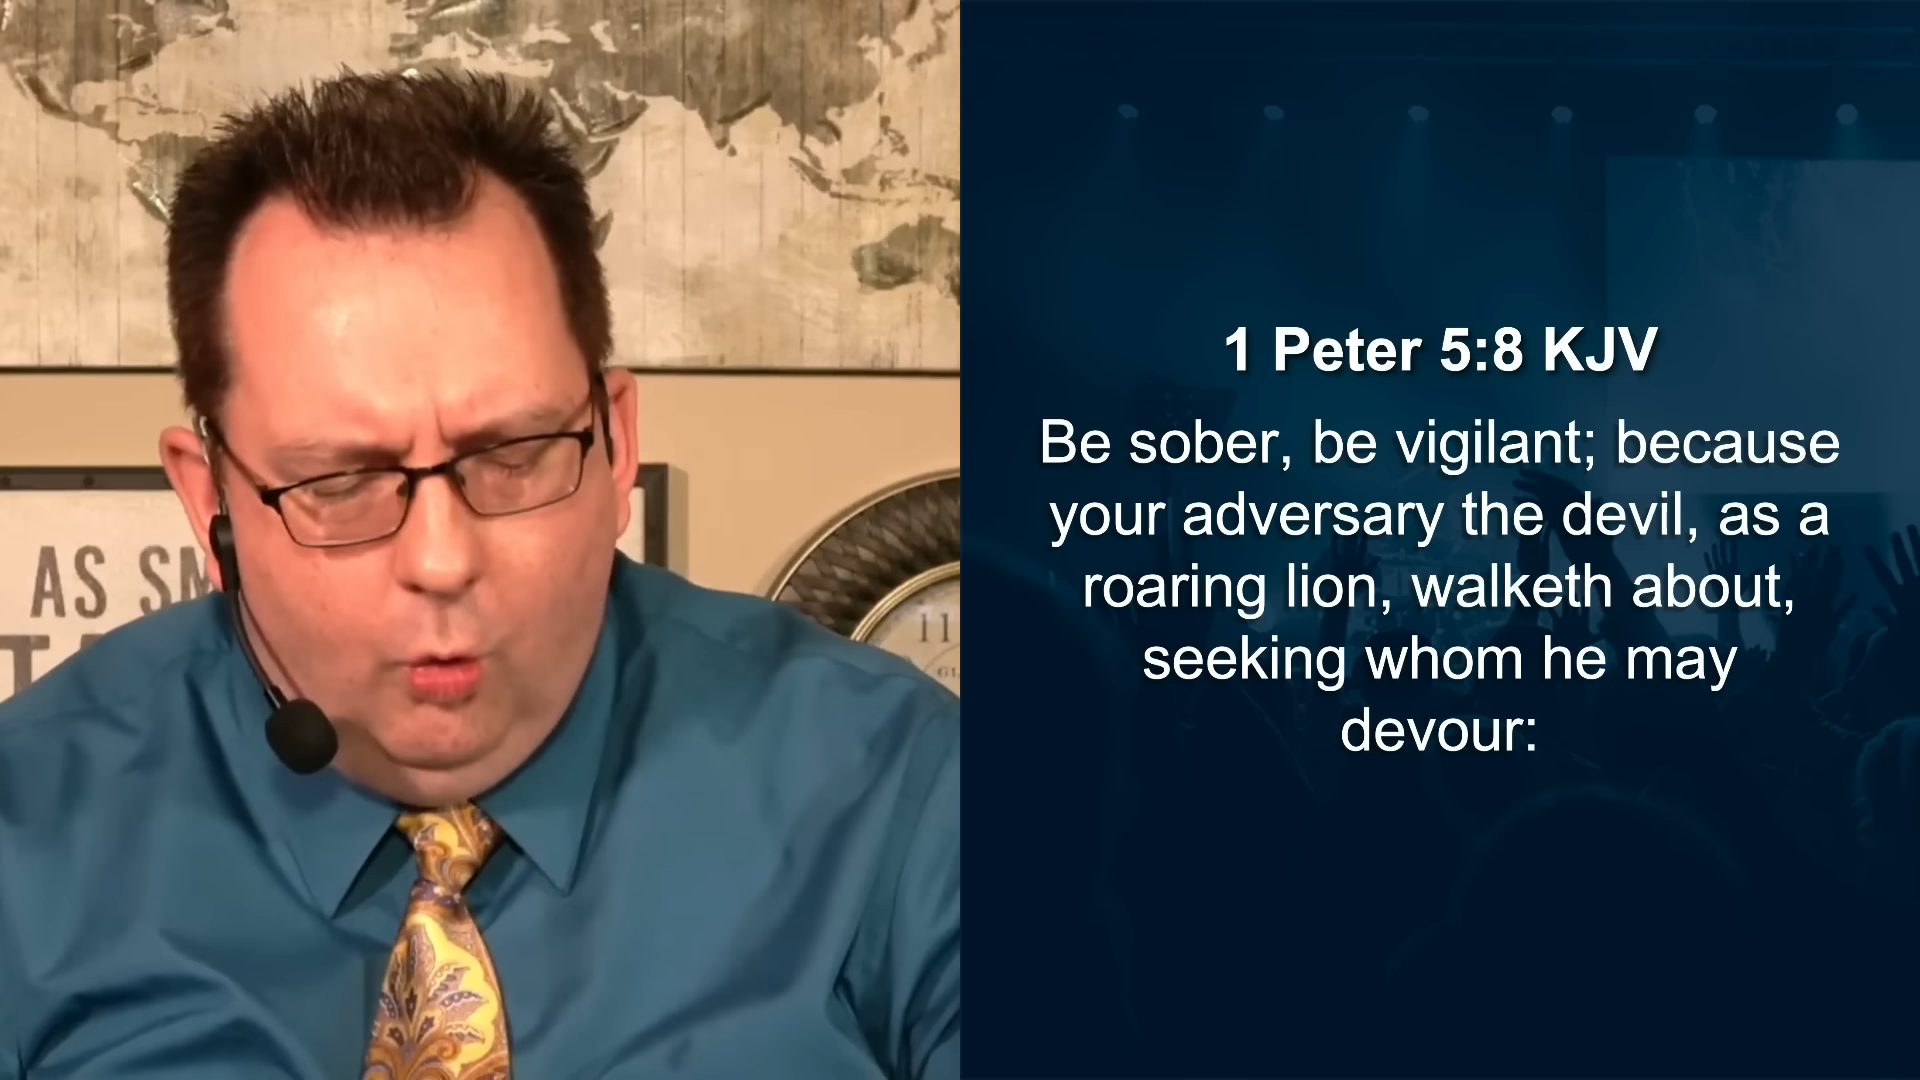 AS SM
TA
11
1 Peter 5:8 KJV
Be sober, be vigilant; because
your adversary the devil, as a
roaring lion, walketh about,
seeking whom he may
devour: